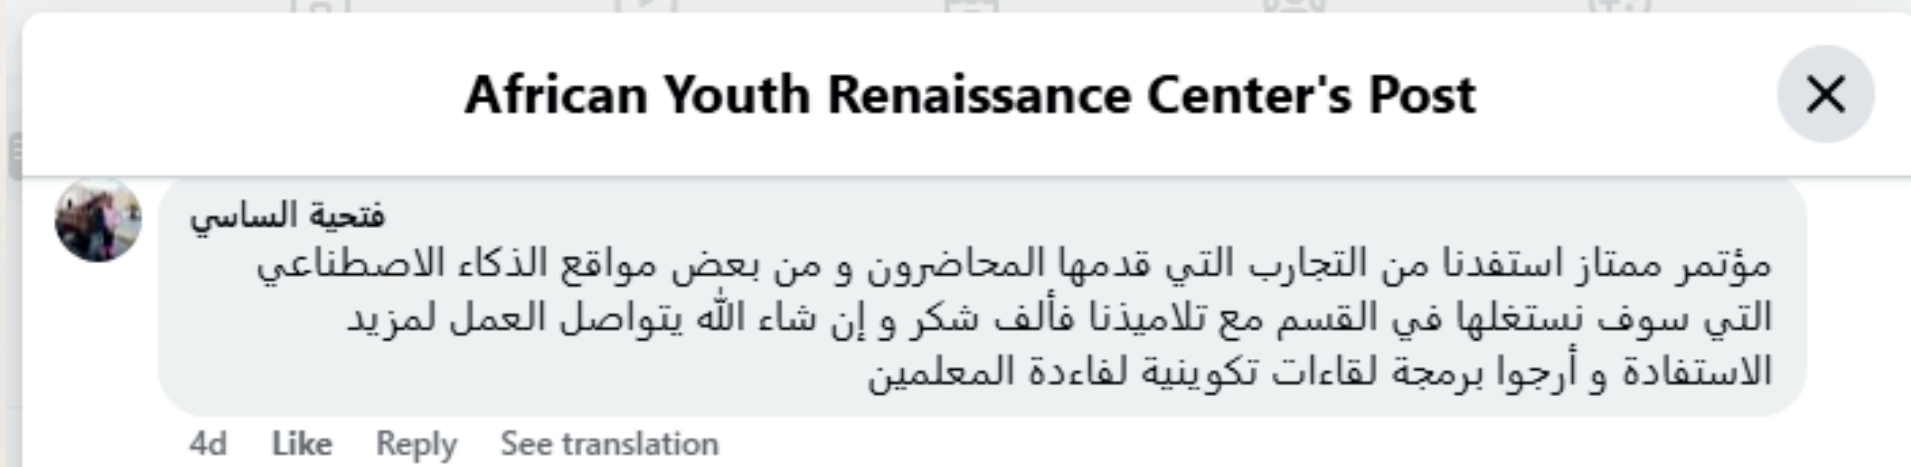 African Youth Renaissance Center's Post
فتحية الساسي
مؤتمر ممتاز استفدنا من التجارب التي قدمها المحاضرون و من بعض مواقع الذكاء الاصطناعي
التي سوف نستغلها في القسم مع تلاميذنا فألف شكر و إن شاء الله يتواصل العمل لمزيد
الاستفادة و أرجوا برمجة لقاءات تكوينية لفاءدة المعلمين
4d Like Reply See translation